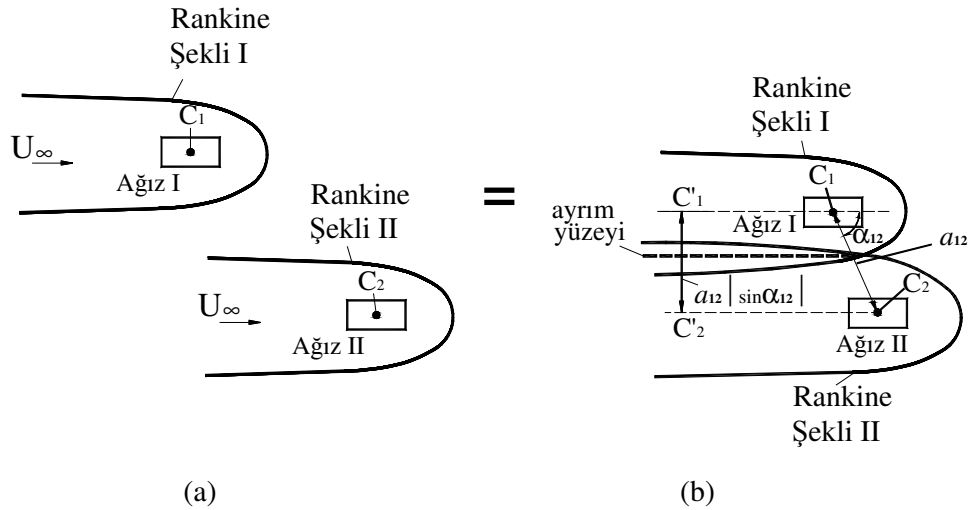 Rankine
Şekli I
C1
U∞
Ağız I
Rankine
Şekli II
C2
U∞
Ağız II
(a)
=
Rankine
Şekli I
C1
C'1
Ağız I
α12
a12
ayrım
yüzeyi
a12 | sinα12 |
C2
C'2
Ağız II
Rankine
Şekli II
(b)